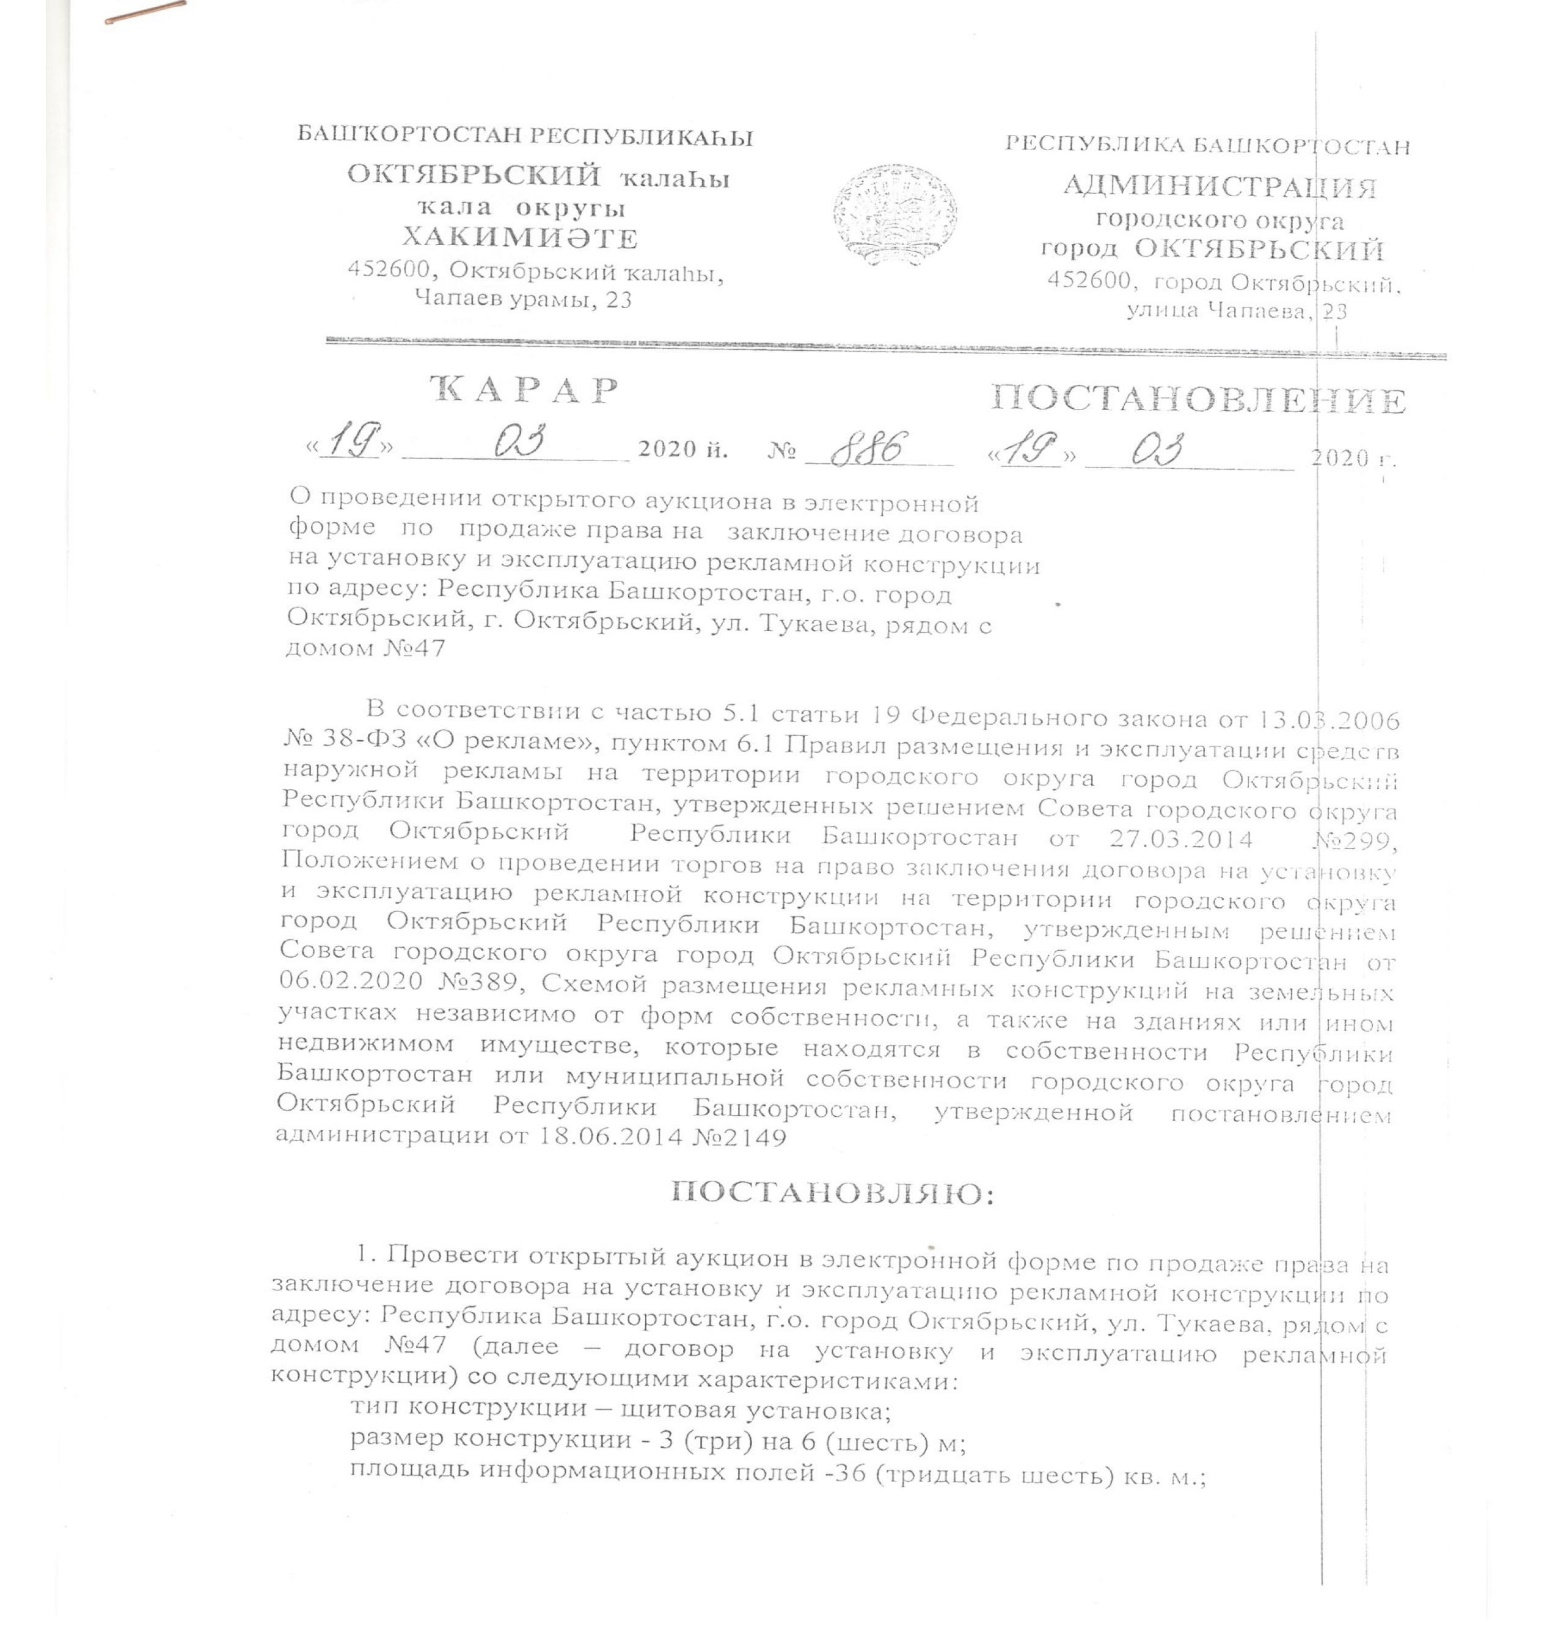 БАШҠОРТОСТАН РЕСПУБЛИКАҺЫ
ОКТЯБРЬСКИЙ ҡалаҺы
ҡала округы
ХАКИМИӘТЕ
452600, Октябрьский ҡалаһы,
Чапаев урамы, 23
РЕСПУБЛИКА БАШКОРТОСТАН
АДМИНИСТРАЦИЯ
городского округа
город ОКТЯБРЬСКИЙ
452600, город Октябрьский,
улица Чапаева, 23
ҠАРАР
ПОСТАНОВЛЕНИЕ
«19» 03 2020 й. № 886 «19» 03 2020 г.
О проведении открытого аукциона в электронной
форме по продаже права на заключение договора
на установку и эксплуатацию рекламной конструкции
по адресу: Республика Башкортостан, г.о. город
Октябрьский, г. Октябрьский, ул. Тукаева, рядом с
домом №47
В соответствии с частью 5.1 статьи 19 Федерального закона от 13.03.2006
№ 38-ФЗ «О рекламе», пунктом 6.1 Правил размещения и эксплуатации средств
наружной рекламы на территории городского округа город Октябрьский
Республики Башкортостан, утвержденных решением Совета городского округа
город Октябрьский Республики Башкортостан от 27.03.2014 №299,
Положением о проведении торгов на право заключения договора на установку
и эксплуатацию рекламной конструкции на территории городского округа
город Октябрьский Республики Башкортостан, утвержденным решением
Совета городского округа город Октябрьский Республики Башкортостан от
06.02.2020 №389, Схемой размещения рекламных конструкций на земельных
участках независимо от форм собственности, а также на зданиях или ином
недвижимом имуществе, которые находятся в собственности Республики
Башкортостан или муниципальной собственности городского округа город
Октябрьский Республики Башкортостан, утвержденной постановлением
администрации от 18.06.2014 №2149
ПОСТАНОВЛЯЮ:
1. Провести открытый аукцион в электронной форме по продаже права на
заключение договора на установку и эксплуатацию рекламной конструкции по
адресу: Республика Башкортостан, г.о. город Октябрьский, ул. Тукаева, рядом с
домом №47 (далее – договор на установку и эксплуатацию рекламной
конструкции) со следующими характеристиками:
тип конструкции – щитовая установка;
размер конструкции - 3 (три) на 6 (шесть) м;
площадь информационных полей -36 (тридцать шесть) кв. м.;